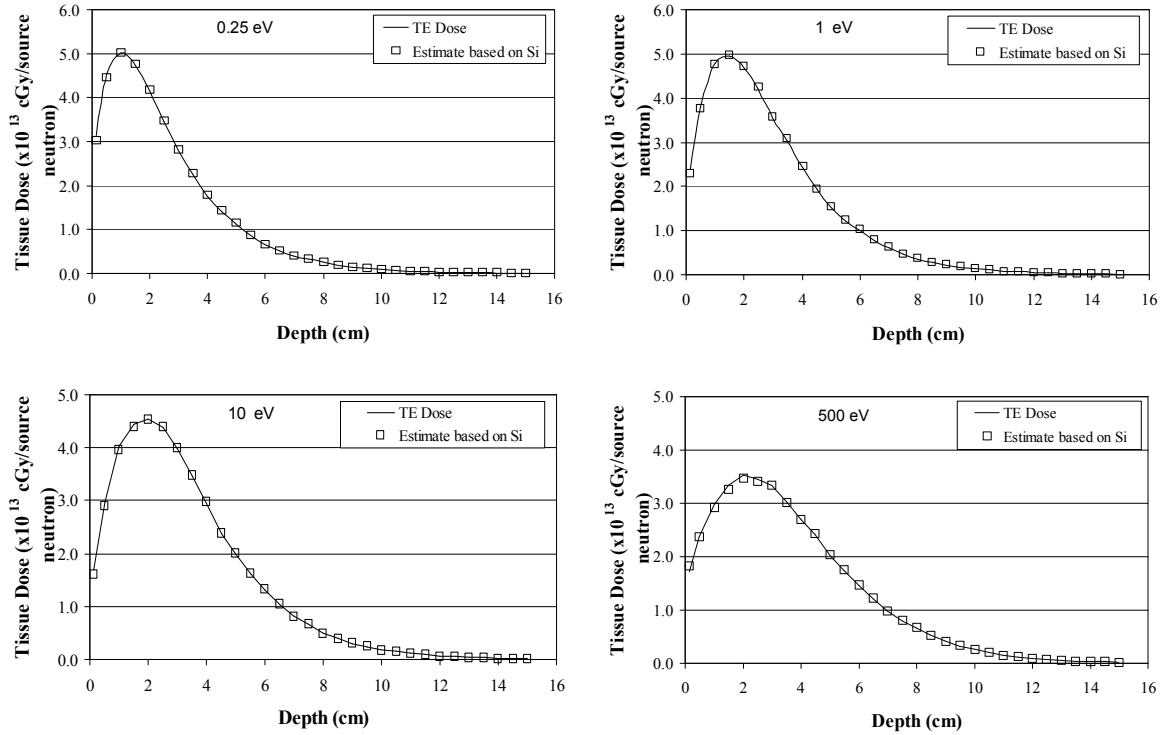 0.25 eV
TE Dose
Estimate based on Si
Tissue Dose (x10 13 cGy/source
neutron)
6.0
5.0
4.0
3.0
2.0
1.0
0.0
0 2 4 6 8 10 12 14 16
Depth (cm)
1 eV
TE Dose
Estimate based on Si
Tissue Dose (x10 13 cGy/source
neutron)
6.0
5.0
4.0
3.0
2.0
1.0
0.0
0 2 4 6 8 10 12 14 16
Depth (cm)
10 eV
TE Dose
Estimate based on Si
Tissue Dose (x10 13 cGy/source
neutron)
5.0
4.0
3.0
2.0
1.0
0.0
0 2 4 6 8 10 12 14 16
Depth (cm)
500 eV
TE Dose
Estimate based on Si
Tissue Dose (x10 13 cGy/source
neutron)
5.0
4.0
3.0
2.0
1.0
0.0
0 2 4 6 8 10 12 14 16
Depth (cm)